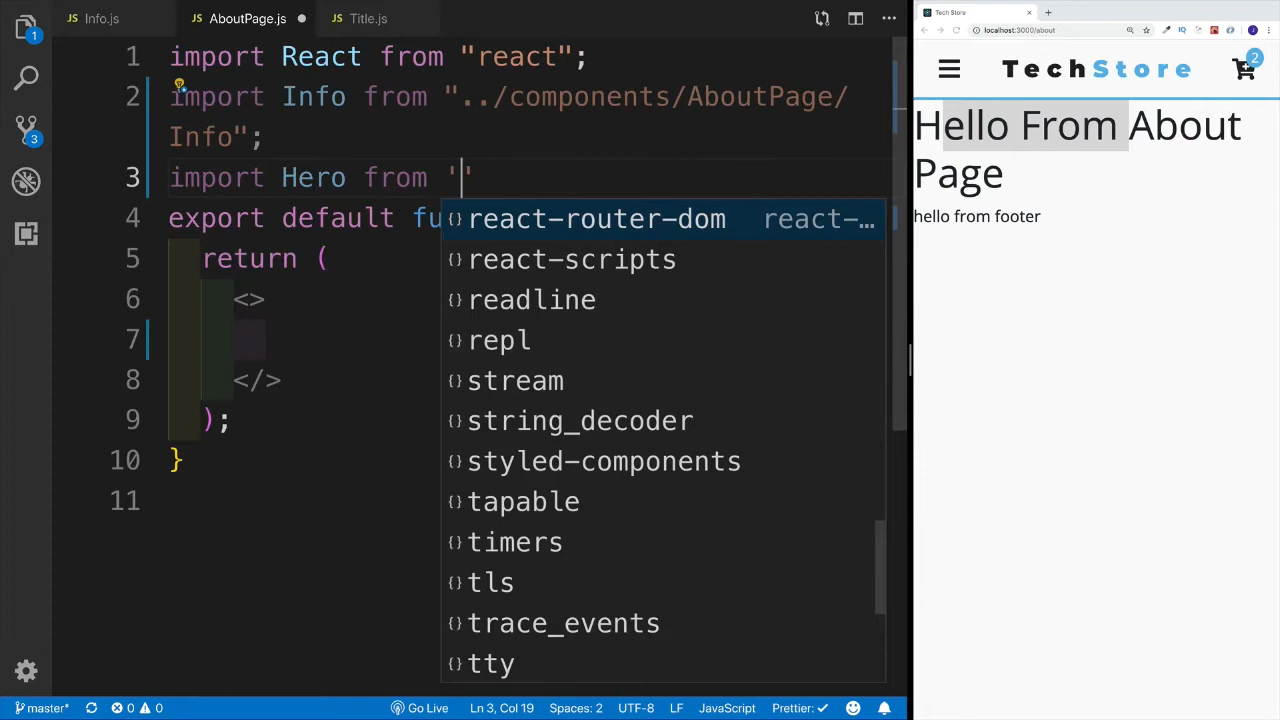 Info.js
AboutPage.js
Title.js
1 import React from "react";
2 import Info from "../components/AboutPage/
Info";
3 import Hero from ''
4 export default fu
5 return (
6 <>
7
8 </>
9 );
10 }
11
react-router-dom react-…
react-scripts
readline
repl
stream
string_decoder
styled-components
tapable
timers
tls
trace_events
tty
1
3
master*
0 0
Go Live
Ln 3, Col 19
Spaces: 2
UTF-8
LF
JavaScript
Prettier: ✓
Tech Store
localhost:3000/about
TechStore
2
Hello From About
Page
hello from footer